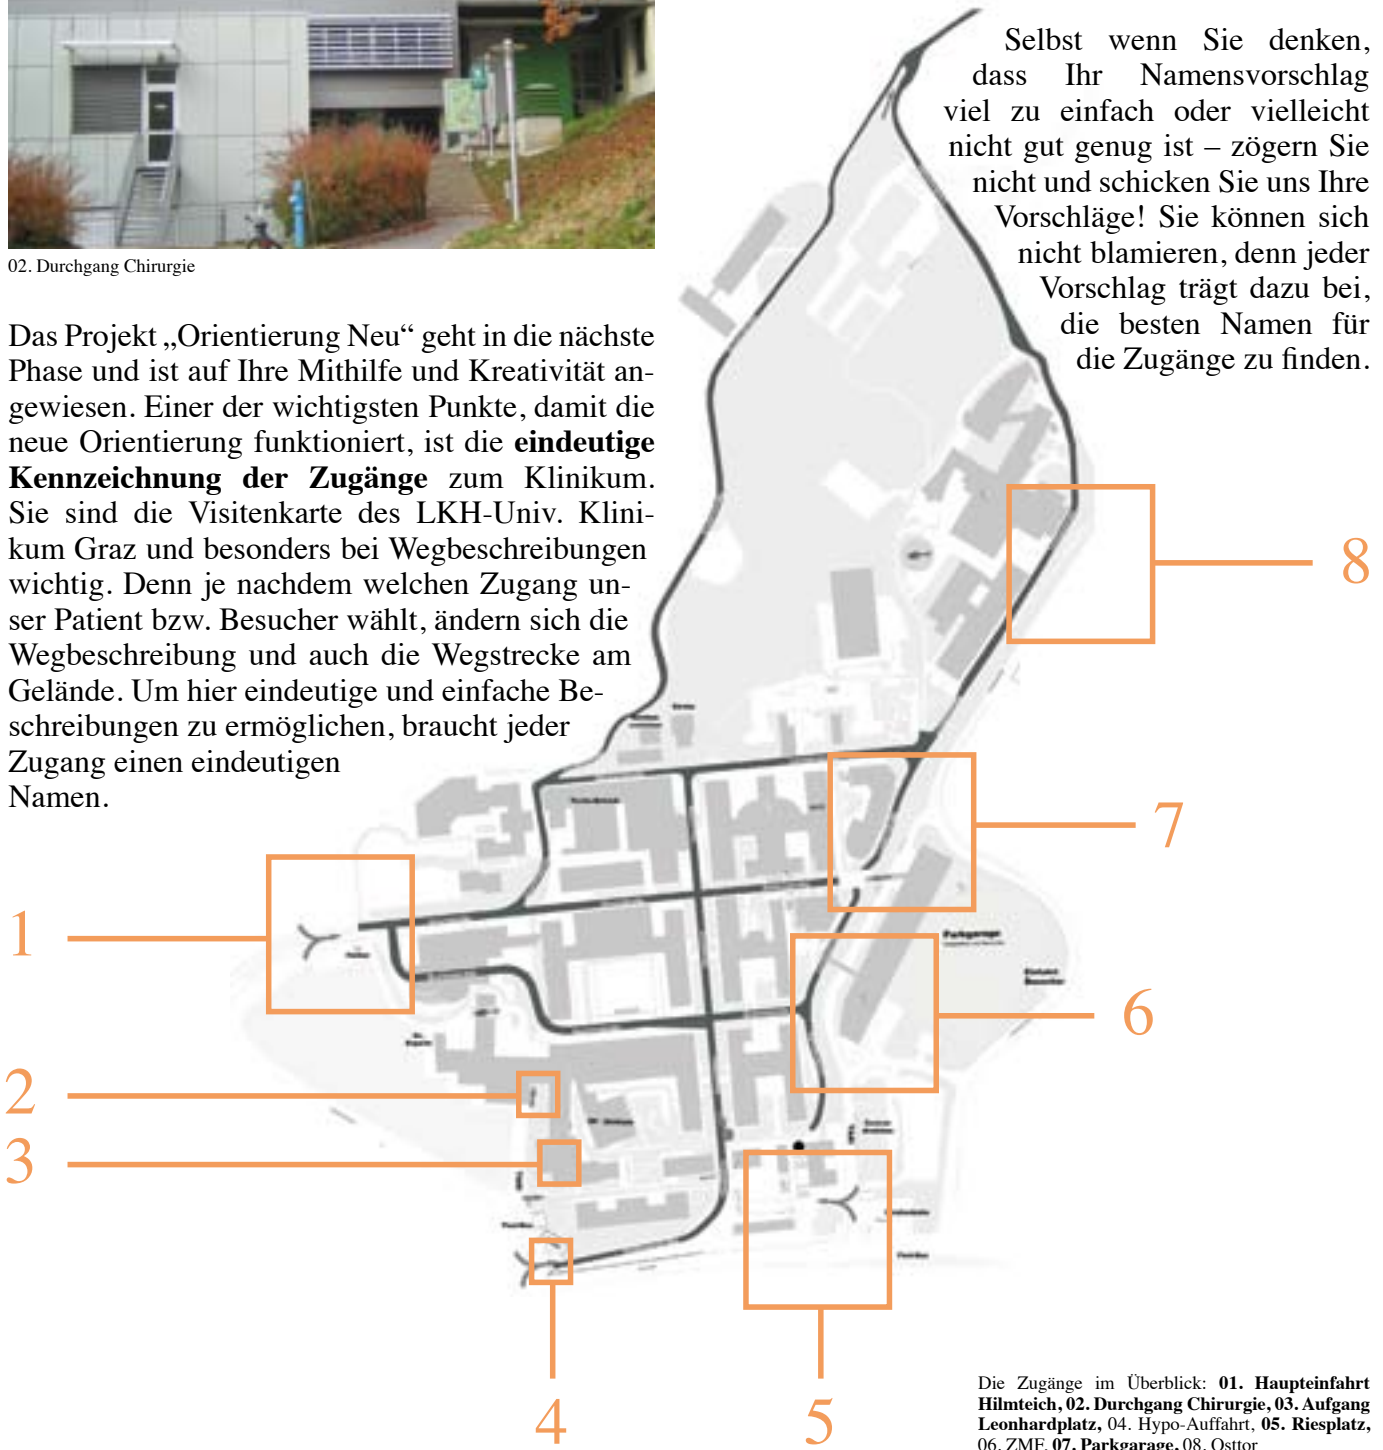 02. Durchgang Chirurgie
Das Projekt „Orientierung Neu“ geht in die nächste
Phase und ist auf Ihre Mithilfe und Kreativität an-
gewiesen. Einer der wichtigsten Punkte, damit die
neue Orientierung funktioniert, ist die eindeutige
Kennzeichnung der Zugänge zum Klinikum.
Sie sind die Visitenkarte des LKH-Univ. Klini-
kum Graz und besonders bei Wegbeschreibungen
wichtig. Denn je nachdem welchen Zugang un-
ser Patient bzw. Besucher wählt, ändern sich die
Wegbeschreibung und auch die Wegstrecke am
Gelände. Um hier eindeutige und einfache Be-
schreibungen zu ermöglichen, braucht jeder
Zugang einen eindeutigen
Namen.
Selbst wenn Sie denken,
dass Ihr Namensvorschlag
viel zu einfach oder vielleicht
nicht gut genug ist – zögern Sie
nicht und schicken Sie uns Ihre
Vorschläge! Sie können sich
nicht blamieren, denn jeder
Vorschlag trägt dazu bei,
die besten Namen für
die Zugänge zu finden.
8
7
1
Parkgarage
6
2
3
4
5
Die Zugänge im Überblick: 01. Haupteinfahrt
Hilmteich, 02. Durchgang Chirurgie, 03. Aufgang
Leonhardplatz, 04. Hypo-Auffahrt, 05. Riesplatz,
06. ZMF, 07. Parkgarage, 08. Osttor